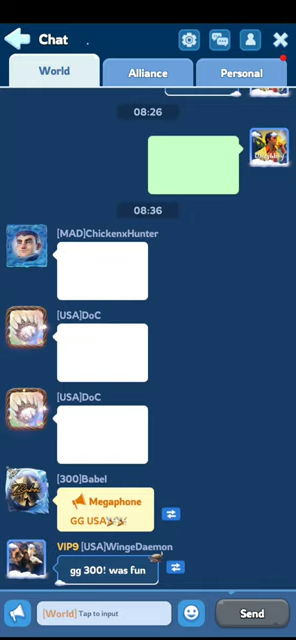 Chat
World
Alliance
Personal
08:26
08:36
[MAD]ChickenxHunter
[USA]DoC
[USA]DoC
[300]Babel
Megaphone
GG USA🎉🎉
VIP9 [USA]WingeDaemon
gg 300! was fun
[World] Tap to input
Send